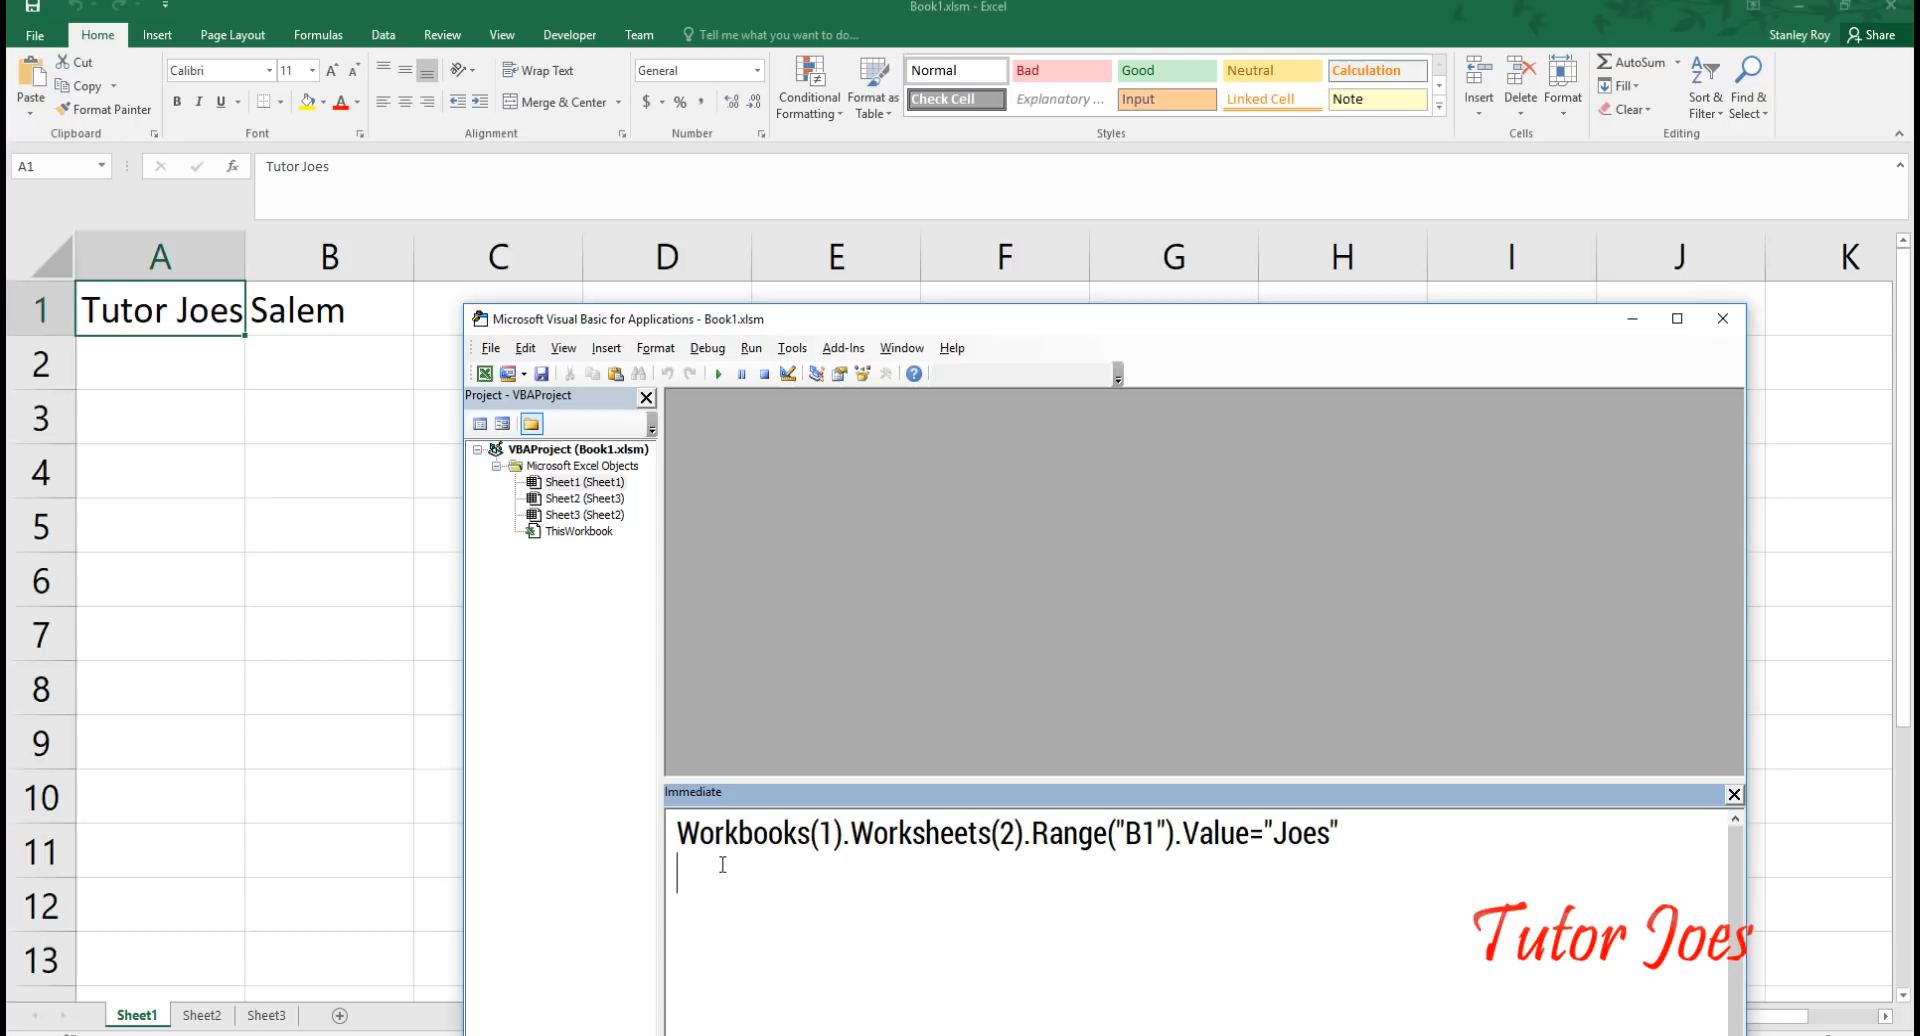 Book1.xlsm - Excel
File Home Insert Page Layout Formulas Data Review View Developer Team Tell me what you want to do... Stanley Roy Share
Paste
Cut
Copy
Format Painter
Clipboard
Calibri 11
B I U
Font
Wrap Text
Merge & Center
Alignment
General
$ %
Number
Conditional Formatting
Format as Table
Normal Bad Good Neutral Calculation
Check Cell Explanatory ... Input Linked Cell Note
Styles
Insert Delete Format
Cells
AutoSum
Fill
Clear
Sort & Filter
Find & Select
Editing
A1 fx Tutor Joes
A B C D E F G H I J K
1 Tutor Joes Salem
2
3
4
5
6
7
8
9
10
11
12
13
Microsoft Visual Basic for Applications - Book1.xlsm
File Edit View Insert Format Debug Run Tools Add-Ins Window Help
Project - VBAProject
VBAProject (Book1.xlsm)
Microsoft Excel Objects
Sheet1 (Sheet1)
Sheet2 (Sheet3)
Sheet3 (Sheet2)
ThisWorkbook
Immediate
Workbooks(1).Worksheets(2).Range("B1").Value="Joes"
Tutor Joes
Sheet1 Sheet2 Sheet3